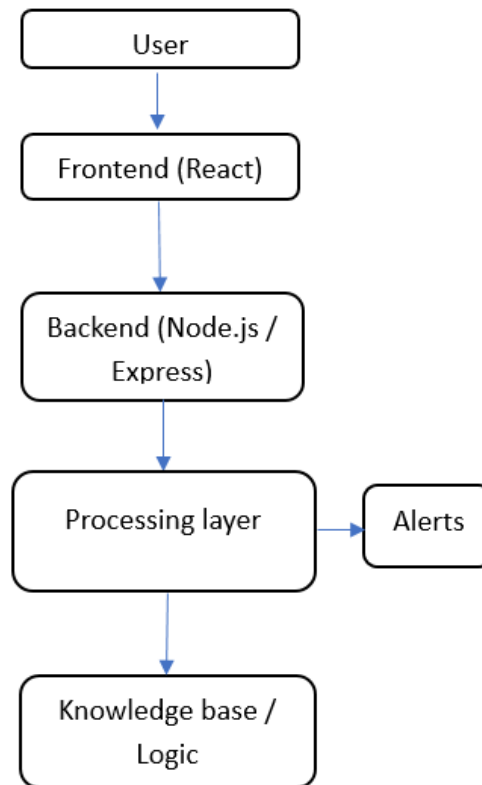 User
Frontend (React)
Backend (Node.js /
Express)
Processing layer
Alerts
Knowledge base /
Logic